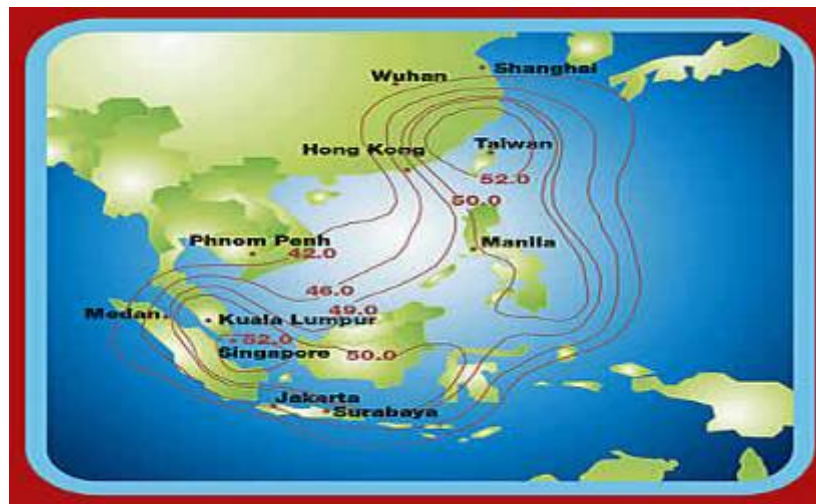 Shanghai
Wuhan
Hong Kong
Taiwan
52.0
50.0
Phnom Penh
Manila
42.0
46.0
49.0
Medan
Kuala Lumpur
52.0
Singapore
50.0
Jakarta
Surabaya